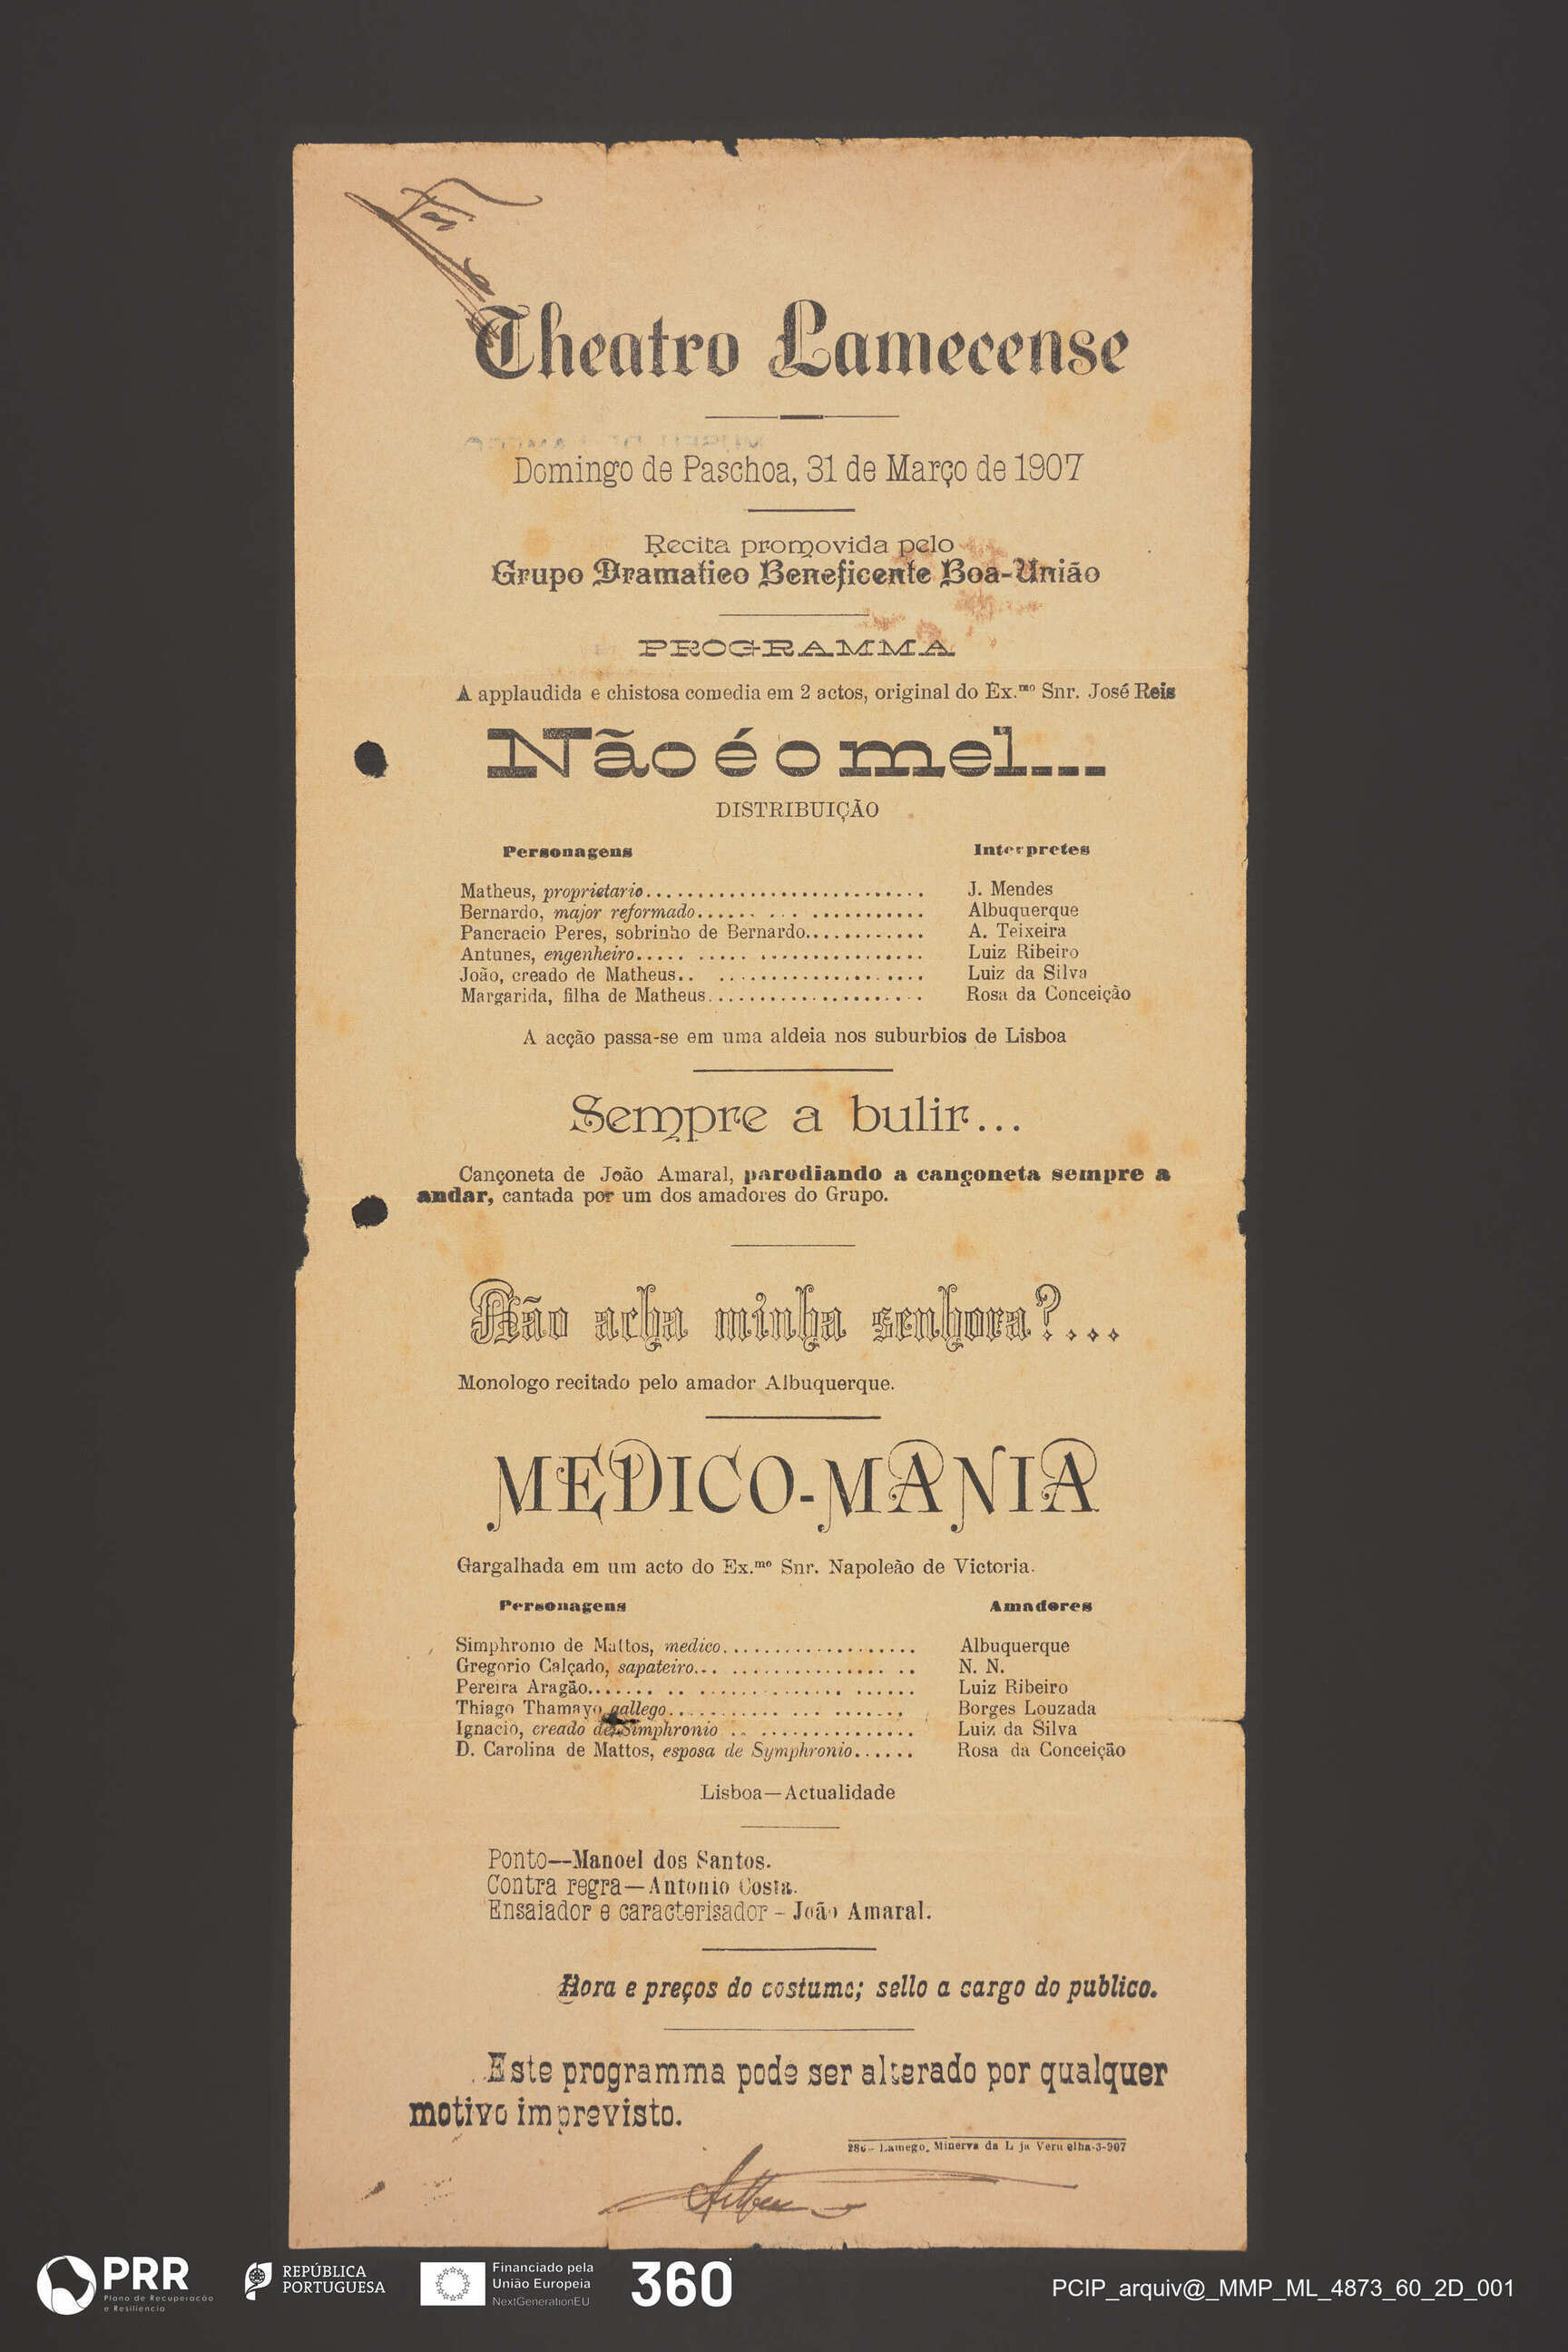 Theatro Lamecense
Domingo de Paschoa, 31 de Março de 1907
Recita promovida pelo
Grupo Dramatico Beneficente Boa-União
PROGRAMMA
A applaudida e chistosa comedia em 2 actos, original do Ex.mo Snr. José Reis
Não é o mel...
DISTRIBUIÇÃO
Personagens Interpretes
Matheus, proprietario........................... J. Mendes
Bernardo, major reformado...... ... ........... Albuquerque
Pancracio Peres, sobrinho de Bernardo............ A. Teixeira
Antunes, engenheiro..... ..... ................ Luiz Ribeiro
João, creado de Matheus.. .................... Luiz da Silva
Margarida, filha de Matheus..................... Rosa da Conceição
A acção passa-se em uma aldeia nos suburbios de Lisboa
Sempre a bulir...
Cançoneta de João Amaral, parodiando a cançoneta sempre a
andar, cantada por um dos amadores do Grupo.
Não acha minha senhora?...
Monologo recitado pelo amador Albuquerque.
MEDICO-MANIA
Gargalhada em um acto do Ex.mo Snr. Napoleão de Victoria.
Personagens Amadores
Simphronio de Mattos, medico................... Albuquerque
Gregorio Calçado, sapateiro... ............... .. N. N.
Pereira Aragão....... .. .............. ...... Luiz Ribeiro
Thiago Thamayo gallego............ ... ....... Borges Louzada
Ignacio, creado de Simphronio .. ............... Luiz da Silva
D. Carolina de Mattos, esposa de Symphronio...... Rosa da Conceição
Lisboa—Actualidade
Ponto—Manoel dos Santos.
Contra regra—Antonio Costa.
Ensaiador e caracterisador - João Amaral.
Hora e preços do costume; sello a cargo do publico.
Este programma pode ser alterado por qualquer
motivo imprevisto.
Lamego, Minerva da 3-907
PRR
Plano de Recuperação
e Resiliência
REPÚBLICA
PORTUGUESA
Financiado pela
União Europeia
NextGenerationEU
360
PCIP_arquiv@_MMP_ML_4873_60_2D_001